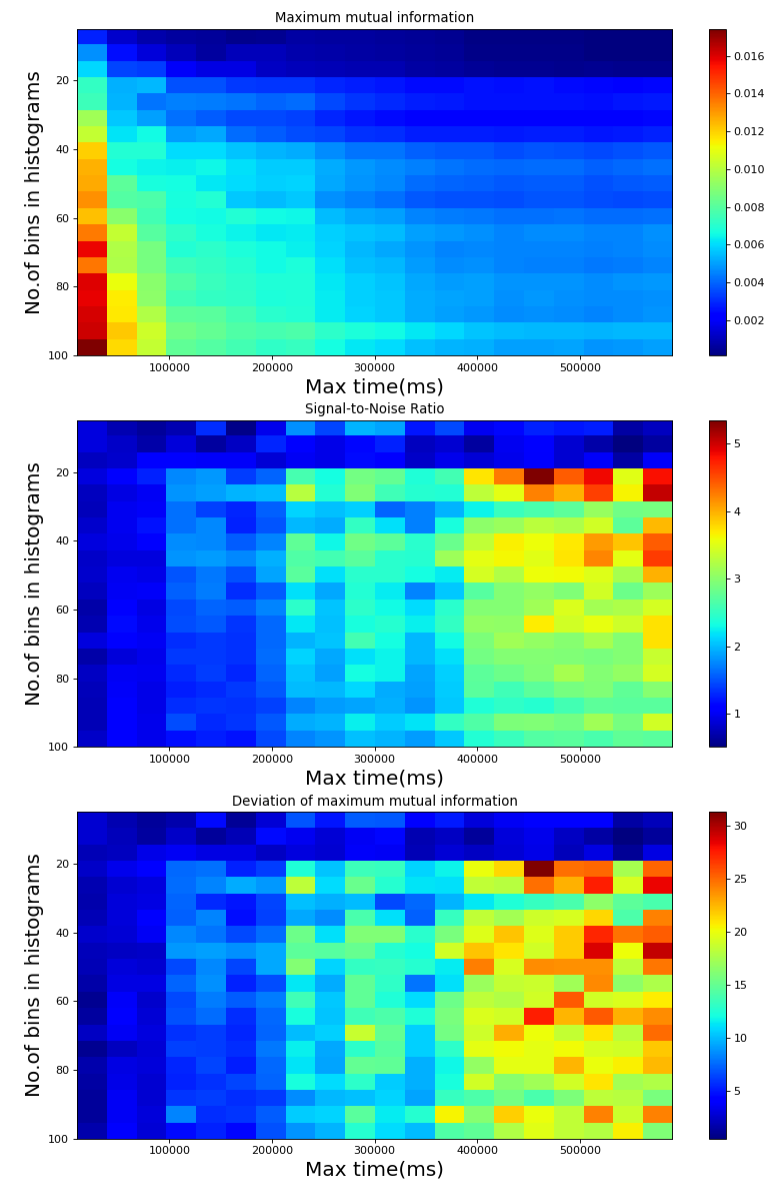 Maximum mutual information
No.of bins in histograms
20
40
60
80
100
100000 200000 300000 400000 500000
Max time(ms)
0.016
0.014
0.012
0.010
0.008
0.006
0.004
0.002
Signal-to-Noise Ratio
No.of bins in histograms
20
40
60
80
100
100000 200000 300000 400000 500000
Max time(ms)
5
4
3
2
1
Deviation of maximum mutual information
No.of bins in histograms
20
40
60
80
100
100000 200000 300000 400000 500000
Max time(ms)
30
25
20
15
10
5